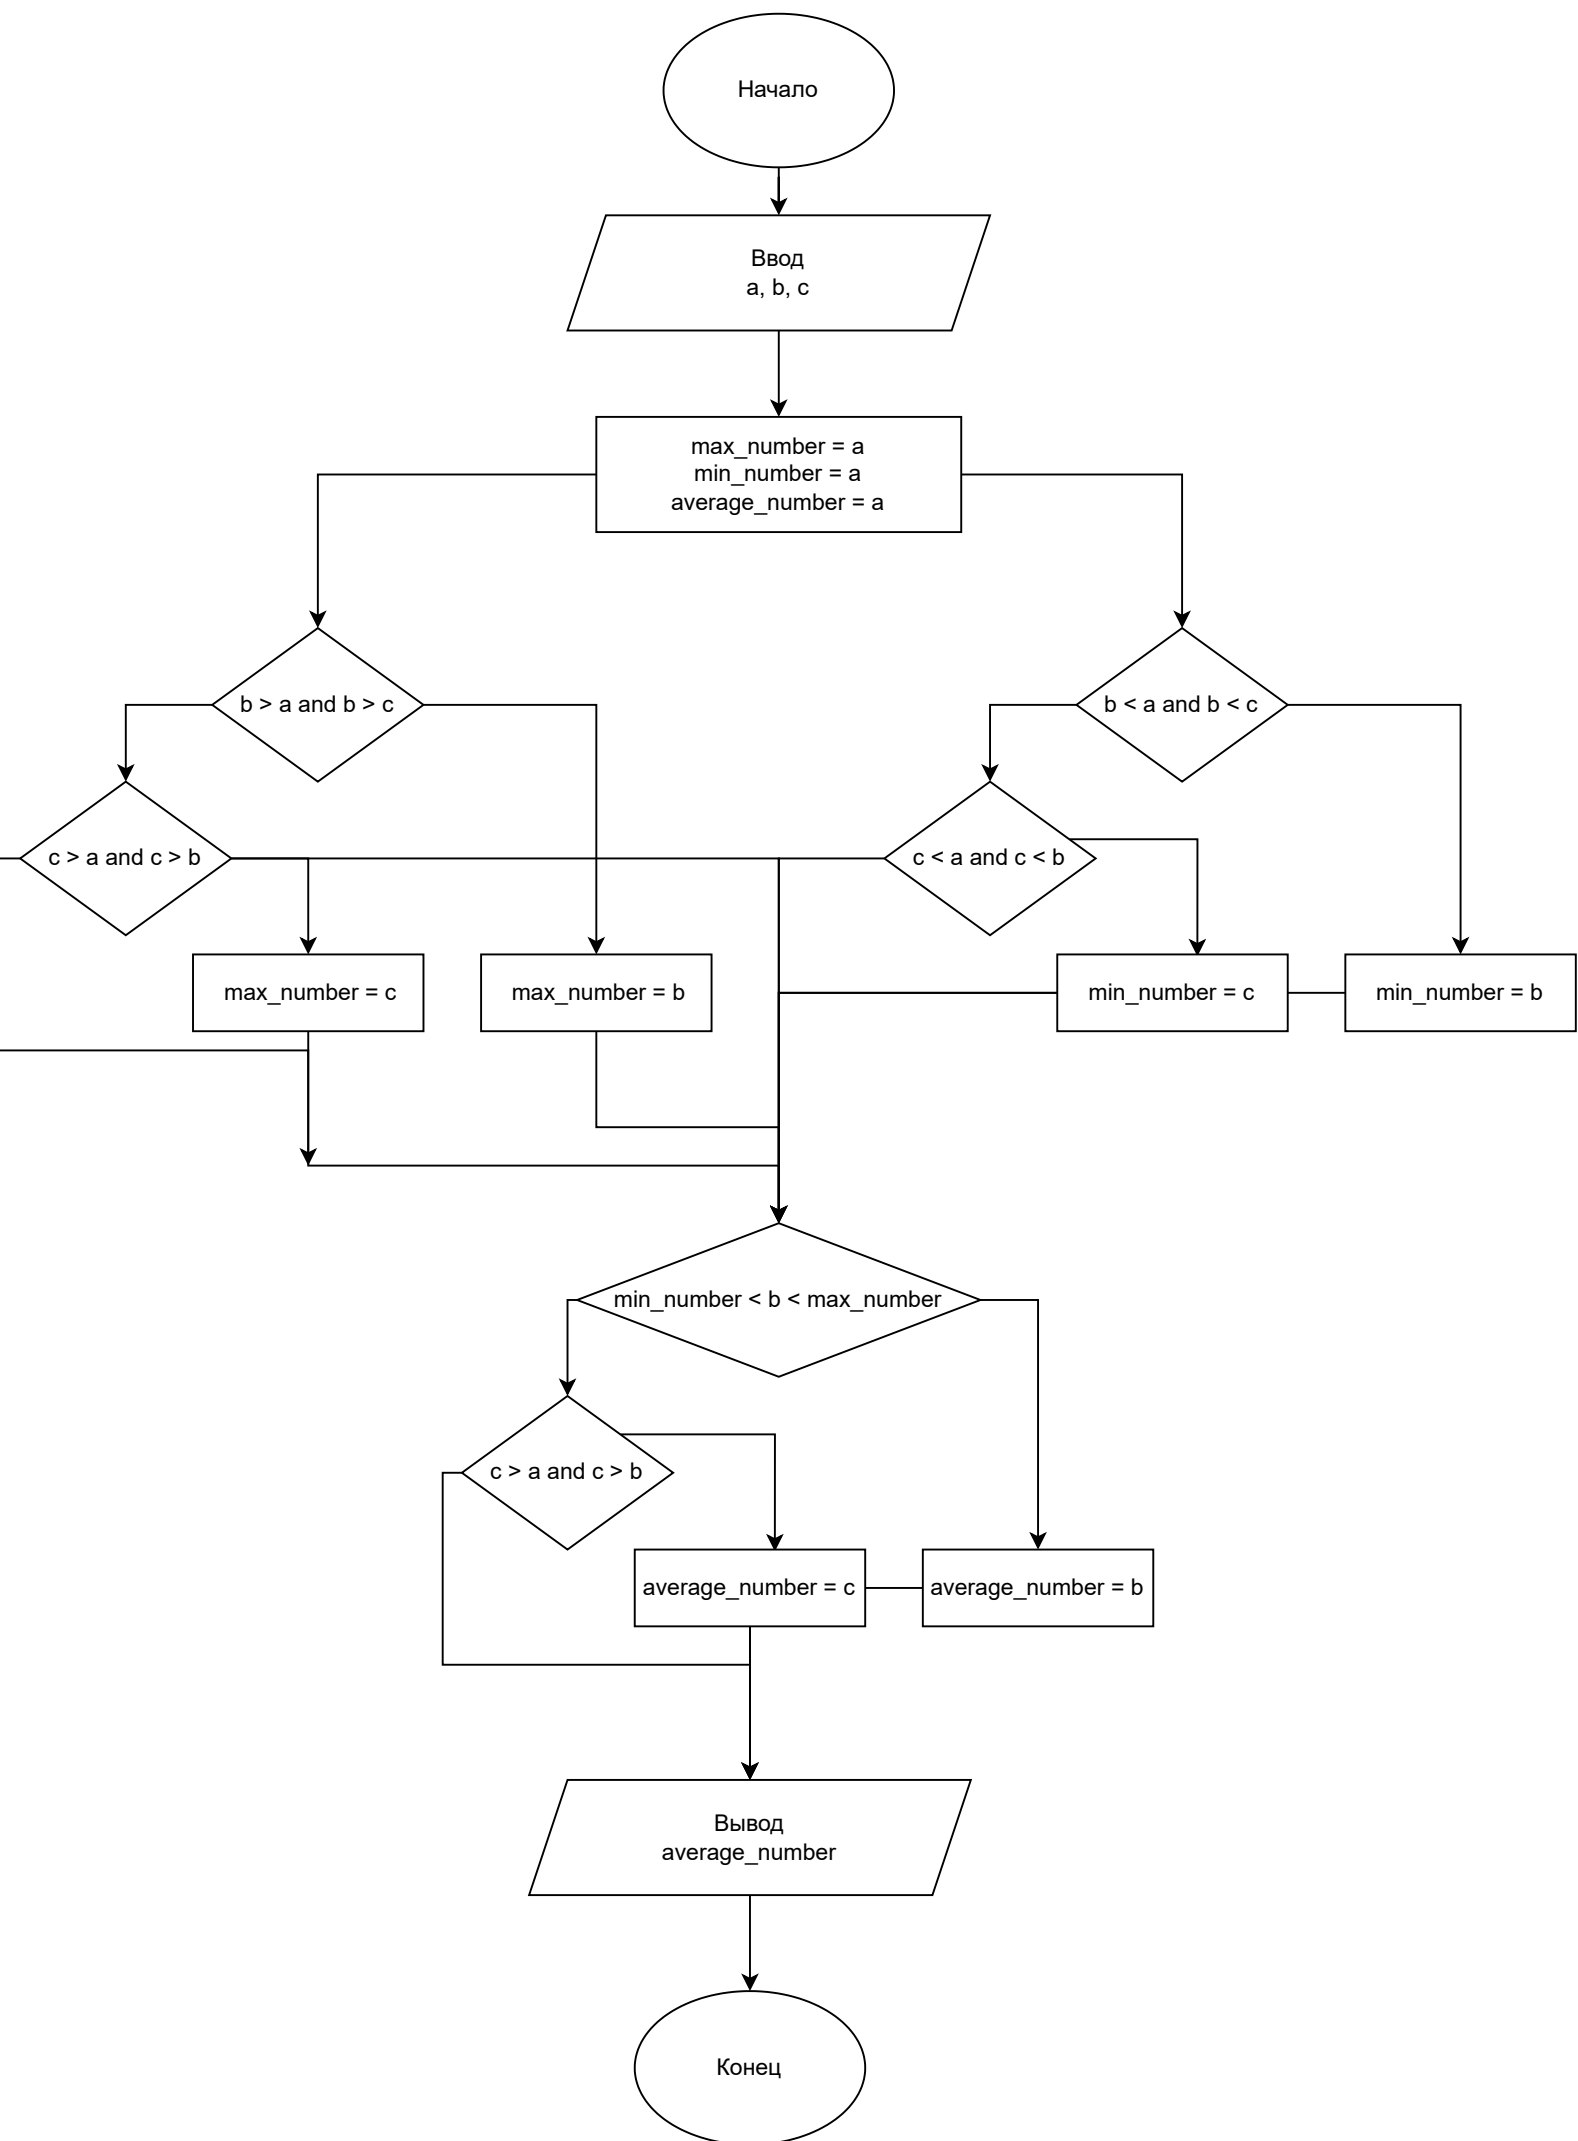 Начало
Ввод
a, b, c
max_number = a
min_number = a
average_number = a
b > a and b > c
b < a and b < c
c > a and c > b
c < a and c < b
max_number = c
max_number = b
min_number = c
min_number = b
min_number < b < max_number
c > a and c > b
average_number = c
average_number = b
Вывод
average_number
Конец